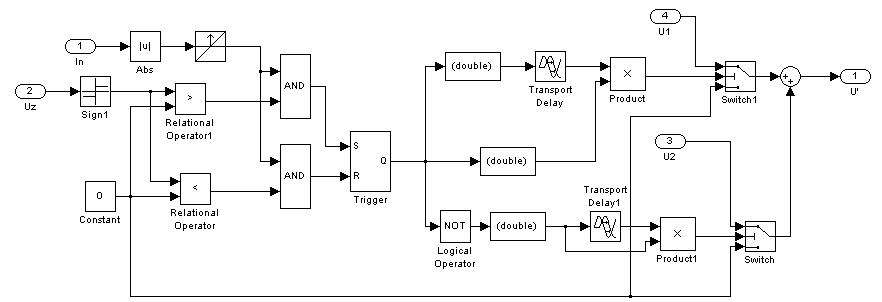 1
In
|u|
Abs
2
Uz
Sign1
>
Relational
Operator1
<
Relational
Operator
0
Constant
AND
AND
S
R
Q
Trigger
(double)
Transport
Delay
×
Product
4
U1
Switch1
1
U'
(double)
3
U2
NOT
Logical
Operator
(double)
Transport
Delay1
×
Product1
Switch